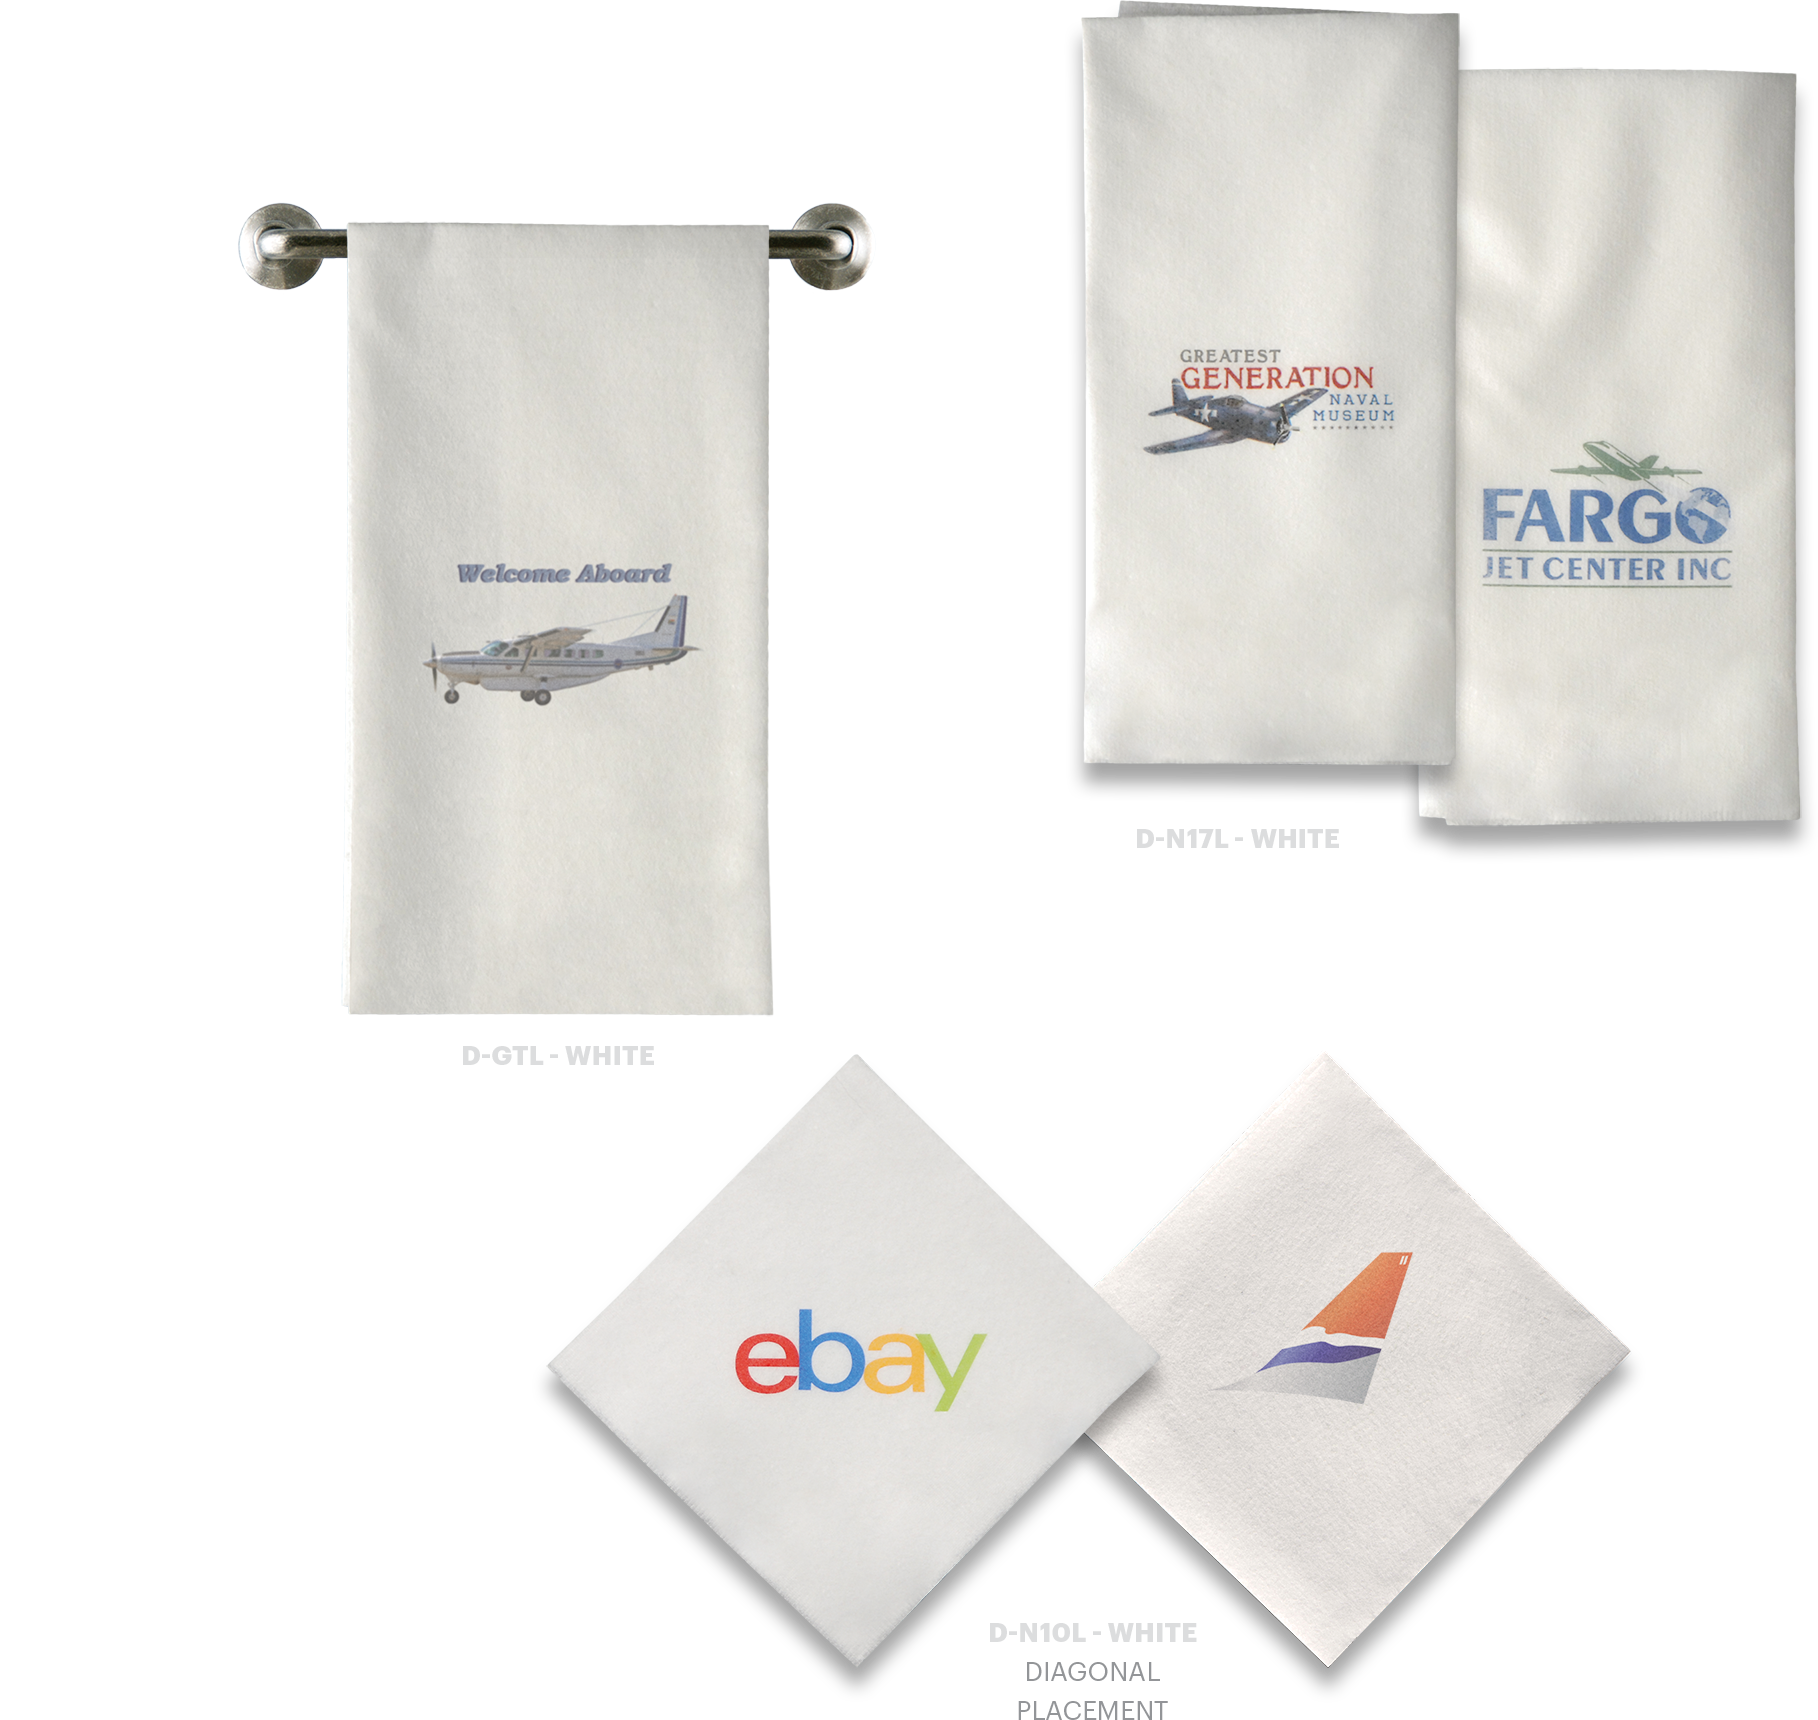 GREATEST
GENERATION
NAVAL
MUSEUM
FARGO
JET CENTER INC
Welcome Aboard
D-N17L - WHITE
D-GTL - WHITE
ebay
D-N10L - WHITE
DIAGONAL
PLACEMENT